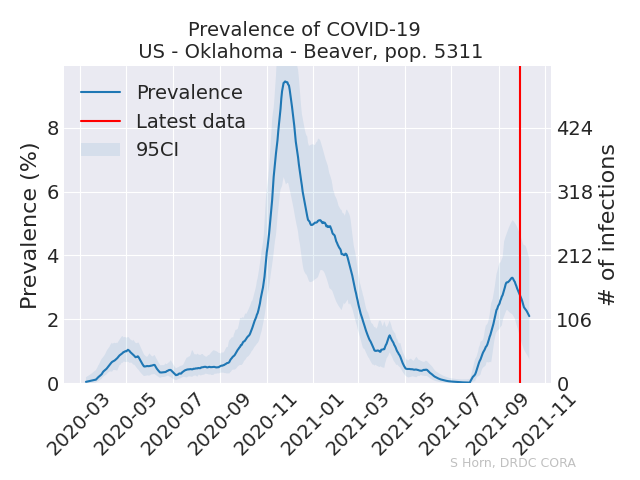 Prevalence of COVID-19
US - Oklahoma - Beaver, pop. 5311
Prevalence
Latest data
95CI
Prevalence (%)
8
6
4
2
0
424
318
212
106
0
# of infections
2020-03
2020-05
2020-07
2020-09
2020-11
2021-01
2021-03
2021-05
2021-07
2021-09
2021-11
S Horn, DRDC CORA